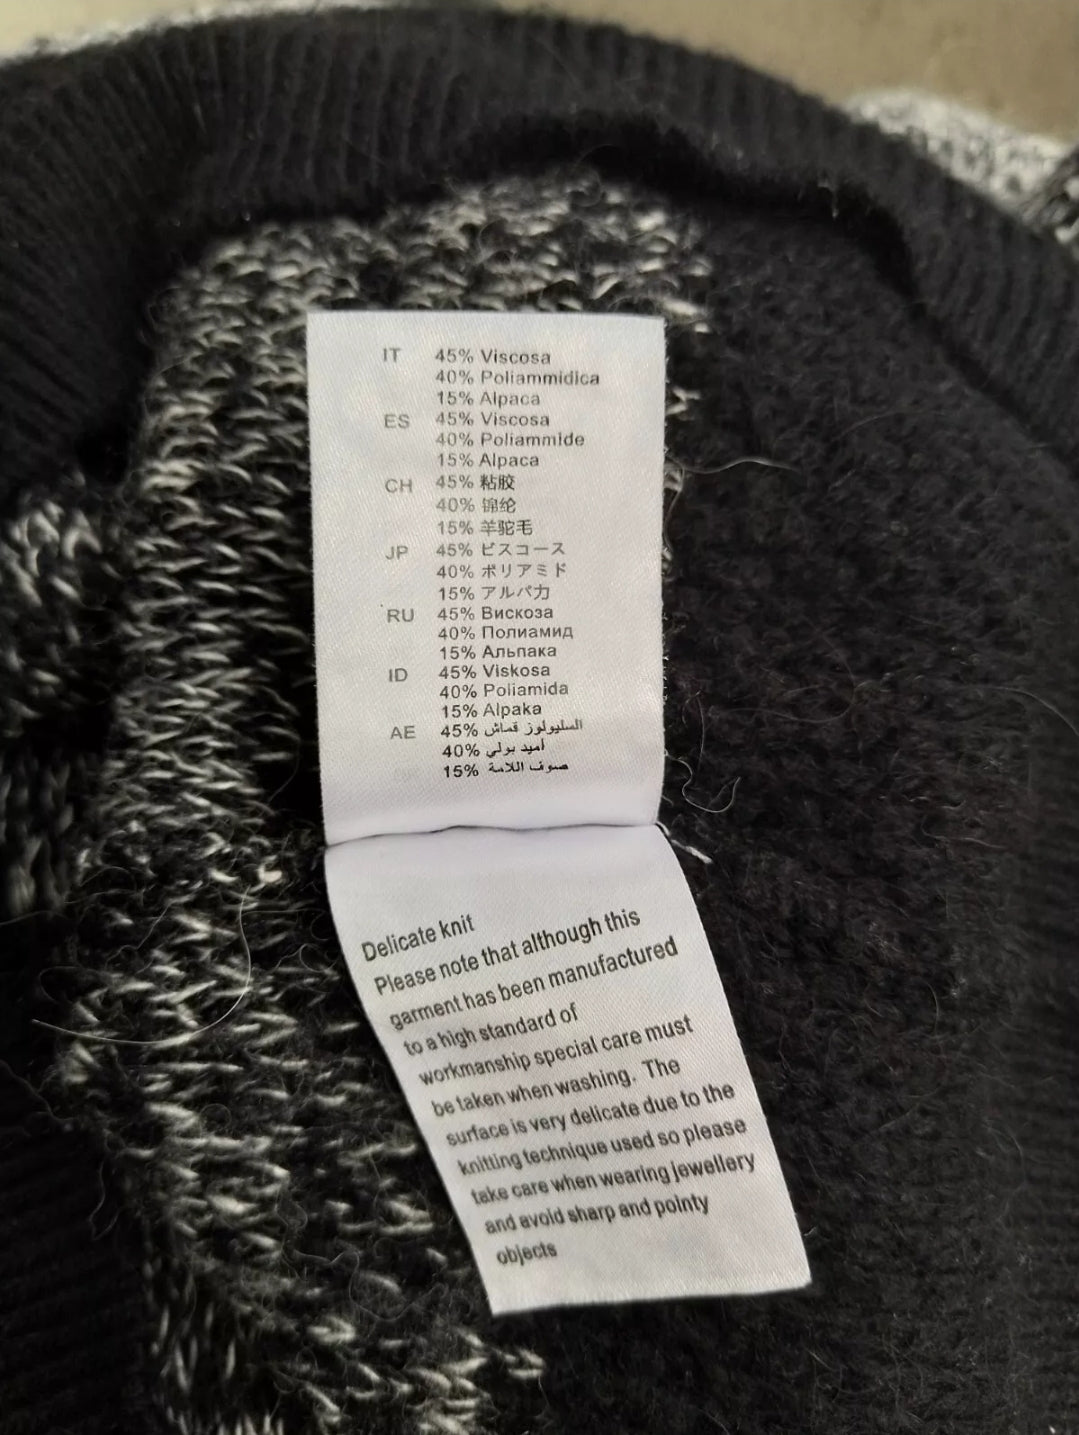 IT 45% Viscosa
40% Poliammidica
15% Alpaca
ES 45% Viscosa
40% Poliammide
15% Alpaca
CH 45% 粘胶
40% 锦纶
15% 羊驼毛
JP 45% ビスコース
40% ポリアミド
15% アルパカ
RU 45% Вискоза
40% Полиамид
15% Альпака
ID 45% Viskosa
40% Poliamida
15% Alpaka
AE 45% السليولوز قماش
40% أميد بولي
15% صوف اللامة
Delicate knit
Please note that although this
garment has been manufactured
to a high standard of
workmanship special care must
be taken when washing. The
surface is very delicate due to the
knitting technique used so please
take care when wearing jewellery
and avoid sharp and pointy
objects